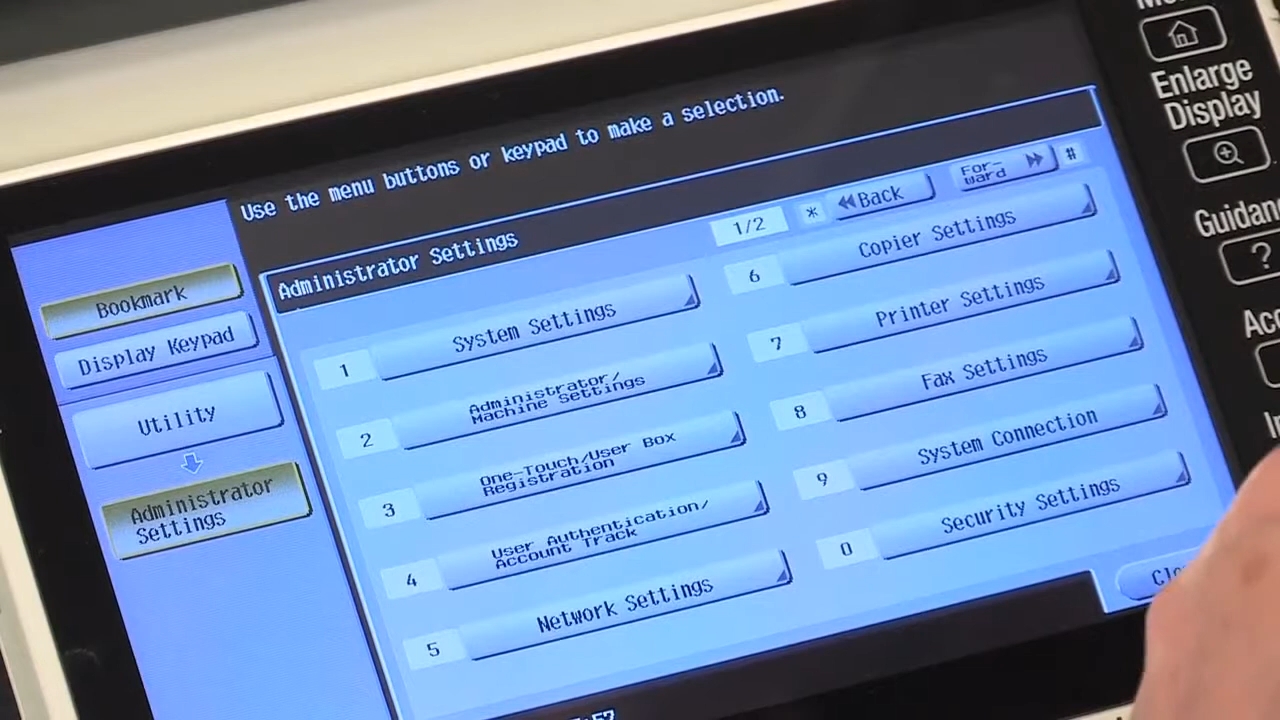 Use the menu buttons or keypad to make a selection.
Administrator Settings
1/2
*
Back
For-
ward
#
Bookmark
Display Keypad
Utility
Administrator
Settings
1
System Settings
2
Administrator/
Machine Settings
3
One-Touch/User Box
Registration
4
User Authentication/
Account Track
5
Network Settings
6
Copier Settings
7
Printer Settings
8
Fax Settings
9
System Connection
0
Security Settings
Enlarge
Display
?